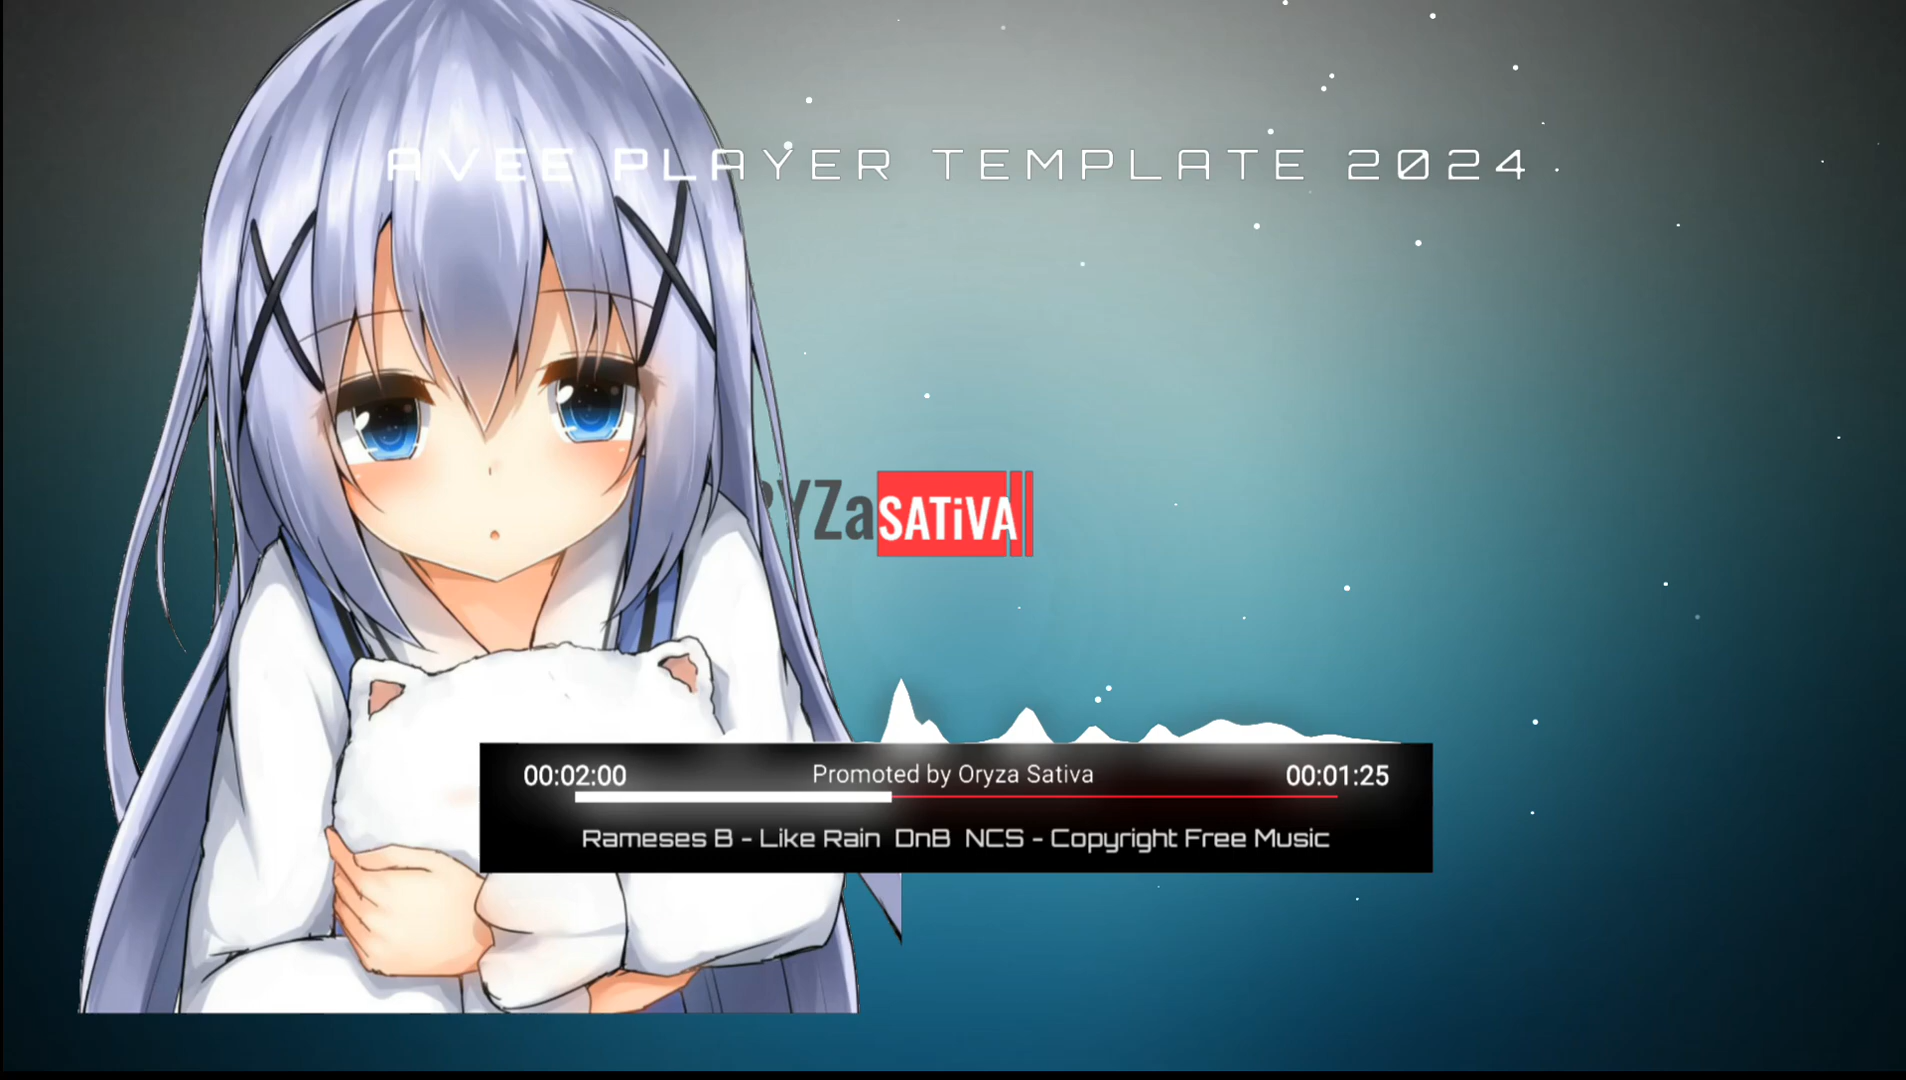 AVEE PLAYER TEMPLATE 2024
YZaSATiVA
00:02:00 Promoted by Oryza Sativa 00:01:25
Rameses B - Like Rain DnB NCS - Copyright Free Music